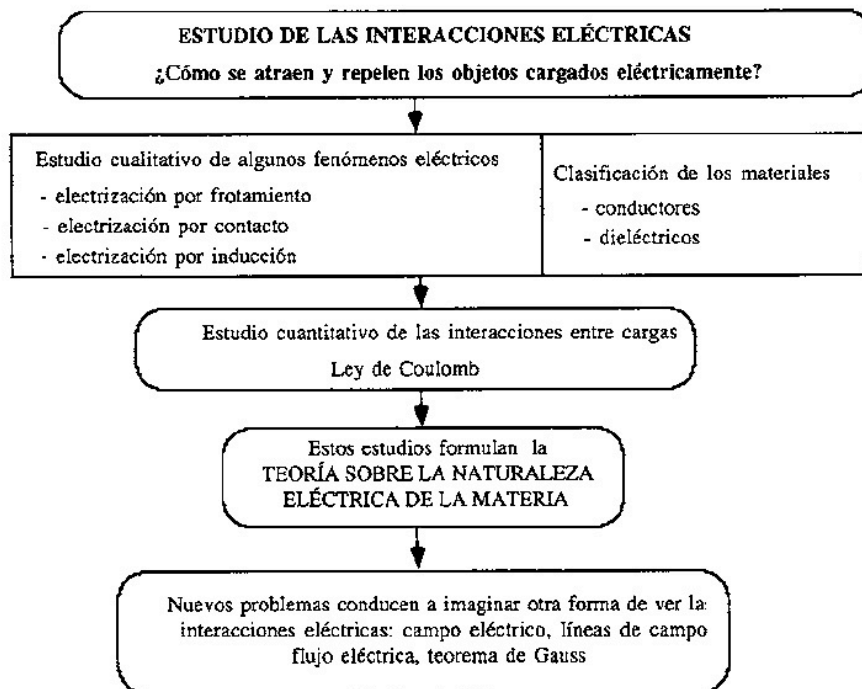 ESTUDIO DE LAS INTERACCIONES ELÉCTRICAS
¿Cómo se atraen y repelen los objetos cargados eléctricamente?
Estudio cualitativo de algunos fenómenos eléctricos
- electrización por frotamiento
- electrización por contacto
- electrización por inducción
Clasificación de los materiales
- conductores
- dieléctricos
Estudio cuantitativo de las interacciones entre cargas
Ley de Coulomb
Estos estudios formulan la
TEORÍA SOBRE LA NATURALEZA
ELÉCTRICA DE LA MATERIA
Nuevos problemas conducen a imaginar otra forma de ver la
interacciones eléctricas: campo eléctrico, líneas de campo
flujo eléctrica, teorema de Gauss